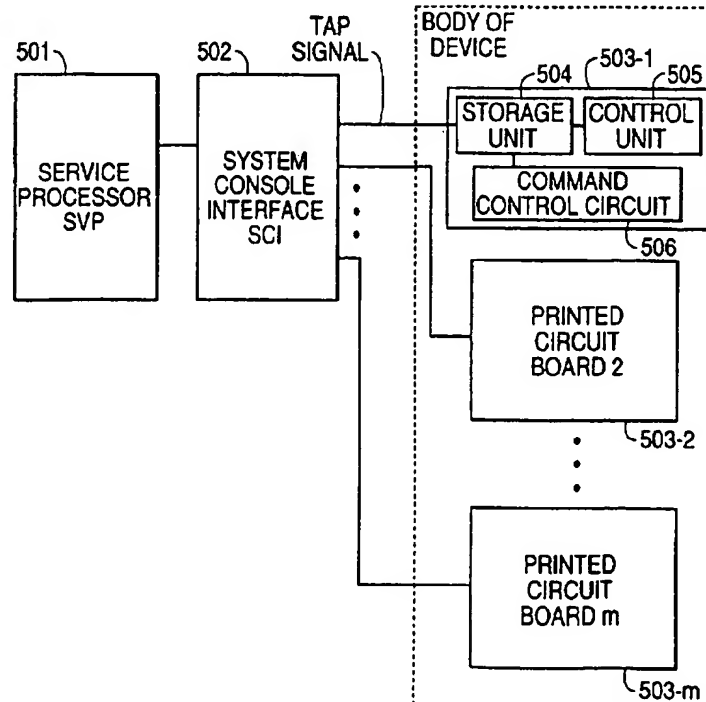 BODY OF
DEVICE
TAP
SIGNAL
501
502
503-1
504
505
STORAGE
UNIT
CONTROL
UNIT
COMMAND
CONTROL CIRCUIT
506
SERVICE
PROCESSOR
SVP
SYSTEM
CONSOLE
INTERFACE
SCI
PRINTED
CIRCUIT
BOARD 2
503-2
PRINTED
CIRCUIT
BOARD m
503-m